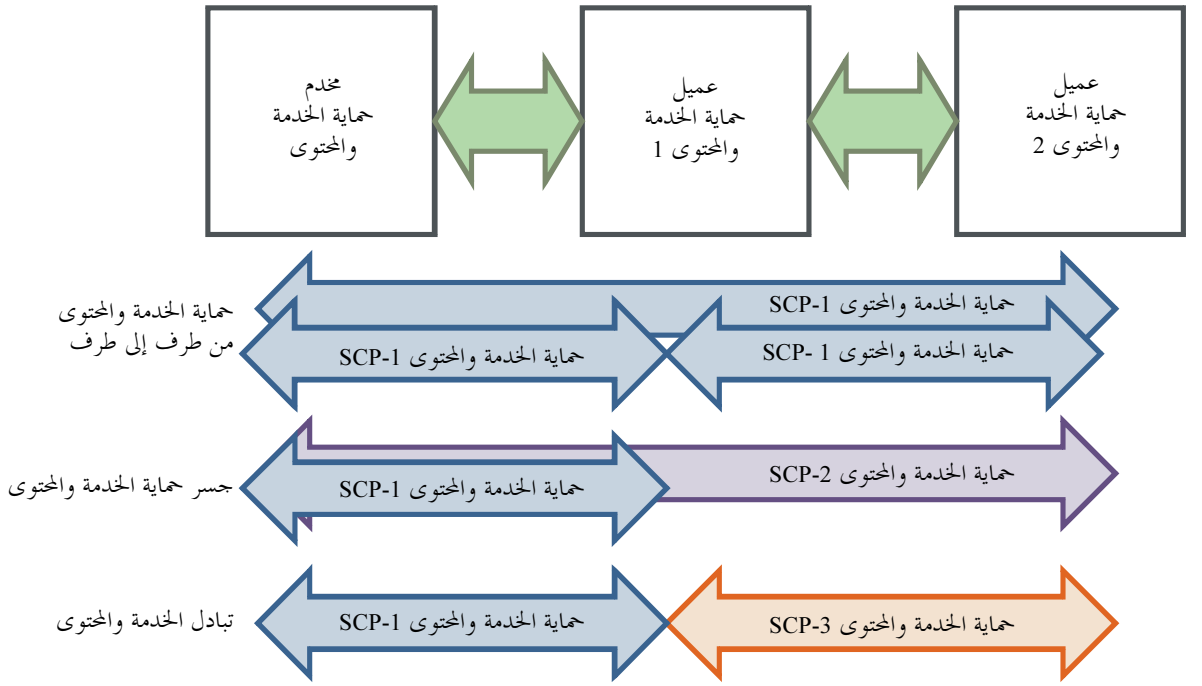 مخدم
حماية الخدمة
والمحتوى
عميل
حماية الخدمة
والمحتوى 1
عميل
حماية الخدمة
والمحتوى 2
حماية الخدمة والمحتوى
من طرف إلى طرف
حماية الخدمة والمحتوى SCP-1
حماية الخدمة والمحتوى SCP-1
حماية الخدمة والمحتوى SCP- 1
جسر حماية الخدمة والمحتوى
حماية الخدمة والمحتوى SCP-1
حماية الخدمة والمحتوى SCP-2
تبادل الخدمة والمحتوى
حماية الخدمة والمحتوى SCP-1
حماية الخدمة والمحتوى SCP-3